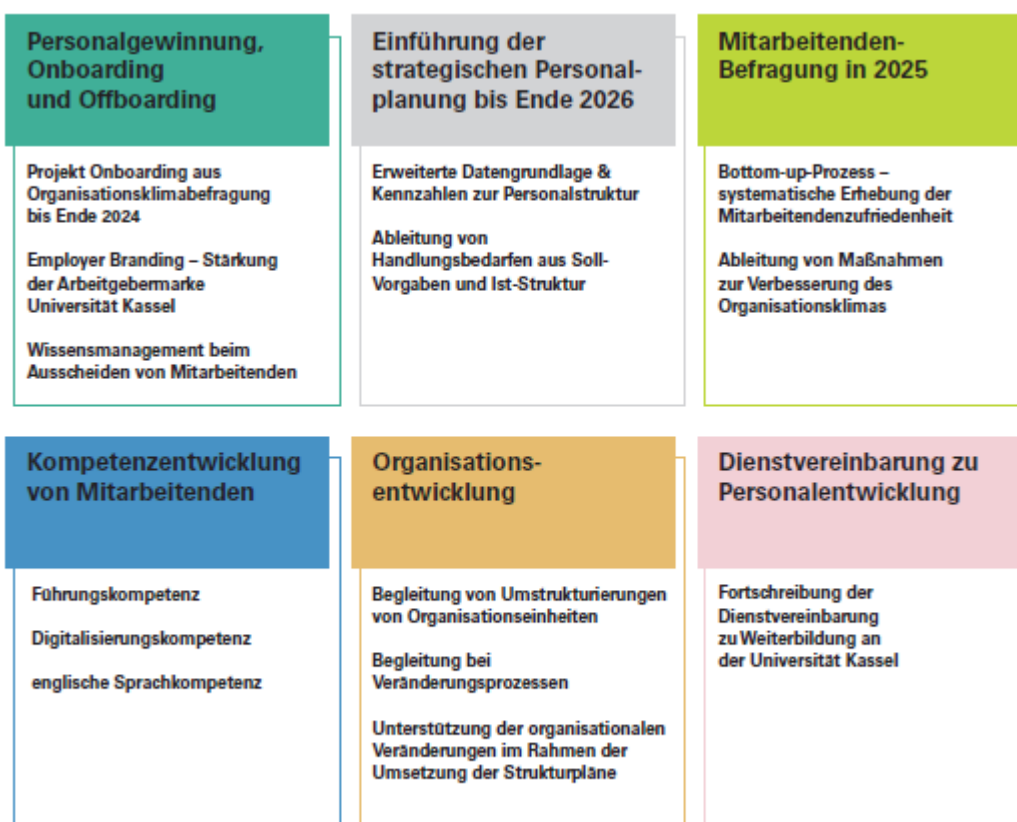 Personalgewinnung,
Onboarding
und Offboarding
Projekt Onboarding aus
Organisationsklimabefragung
bis Ende 2024
Employer Branding – Stärkung
der Arbeitgebermarke
Universität Kassel
Wissensmanagement beim
Ausscheiden von Mitarbeitenden
Einführung der
strategischen Personal-
planung bis Ende 2026
Erweiterte Datengrundlage &
Kennzahlen zur Personalstruktur
Ableitung von
Handlungsbedarfen aus Soll-
Vorgaben und Ist-Struktur
Mitarbeitenden-
Befragung in 2025
Bottom-up-Prozess –
systematische Erhebung der
Mitarbeitendenzufriedenheit
Ableitung von Maßnahmen
zur Verbesserung des
Organisationsklimas
Kompetenzentwicklung
von Mitarbeitenden
Führungskompetenz
Digitalisierungskompetenz
englische Sprachkompetenz
Organisations-
entwicklung
Begleitung von Umstrukturierungen
von Organisationseinheiten
Begleitung bei
Veränderungsprozessen
Unterstützung der organisationalen
Veränderungen im Rahmen der
Umsetzung der Strukturpläne
Dienstvereinbarung zu
Personalentwicklung
Fortschreibung der
Dienstvereinbarung
zu Weiterbildung an
der Universität Kassel